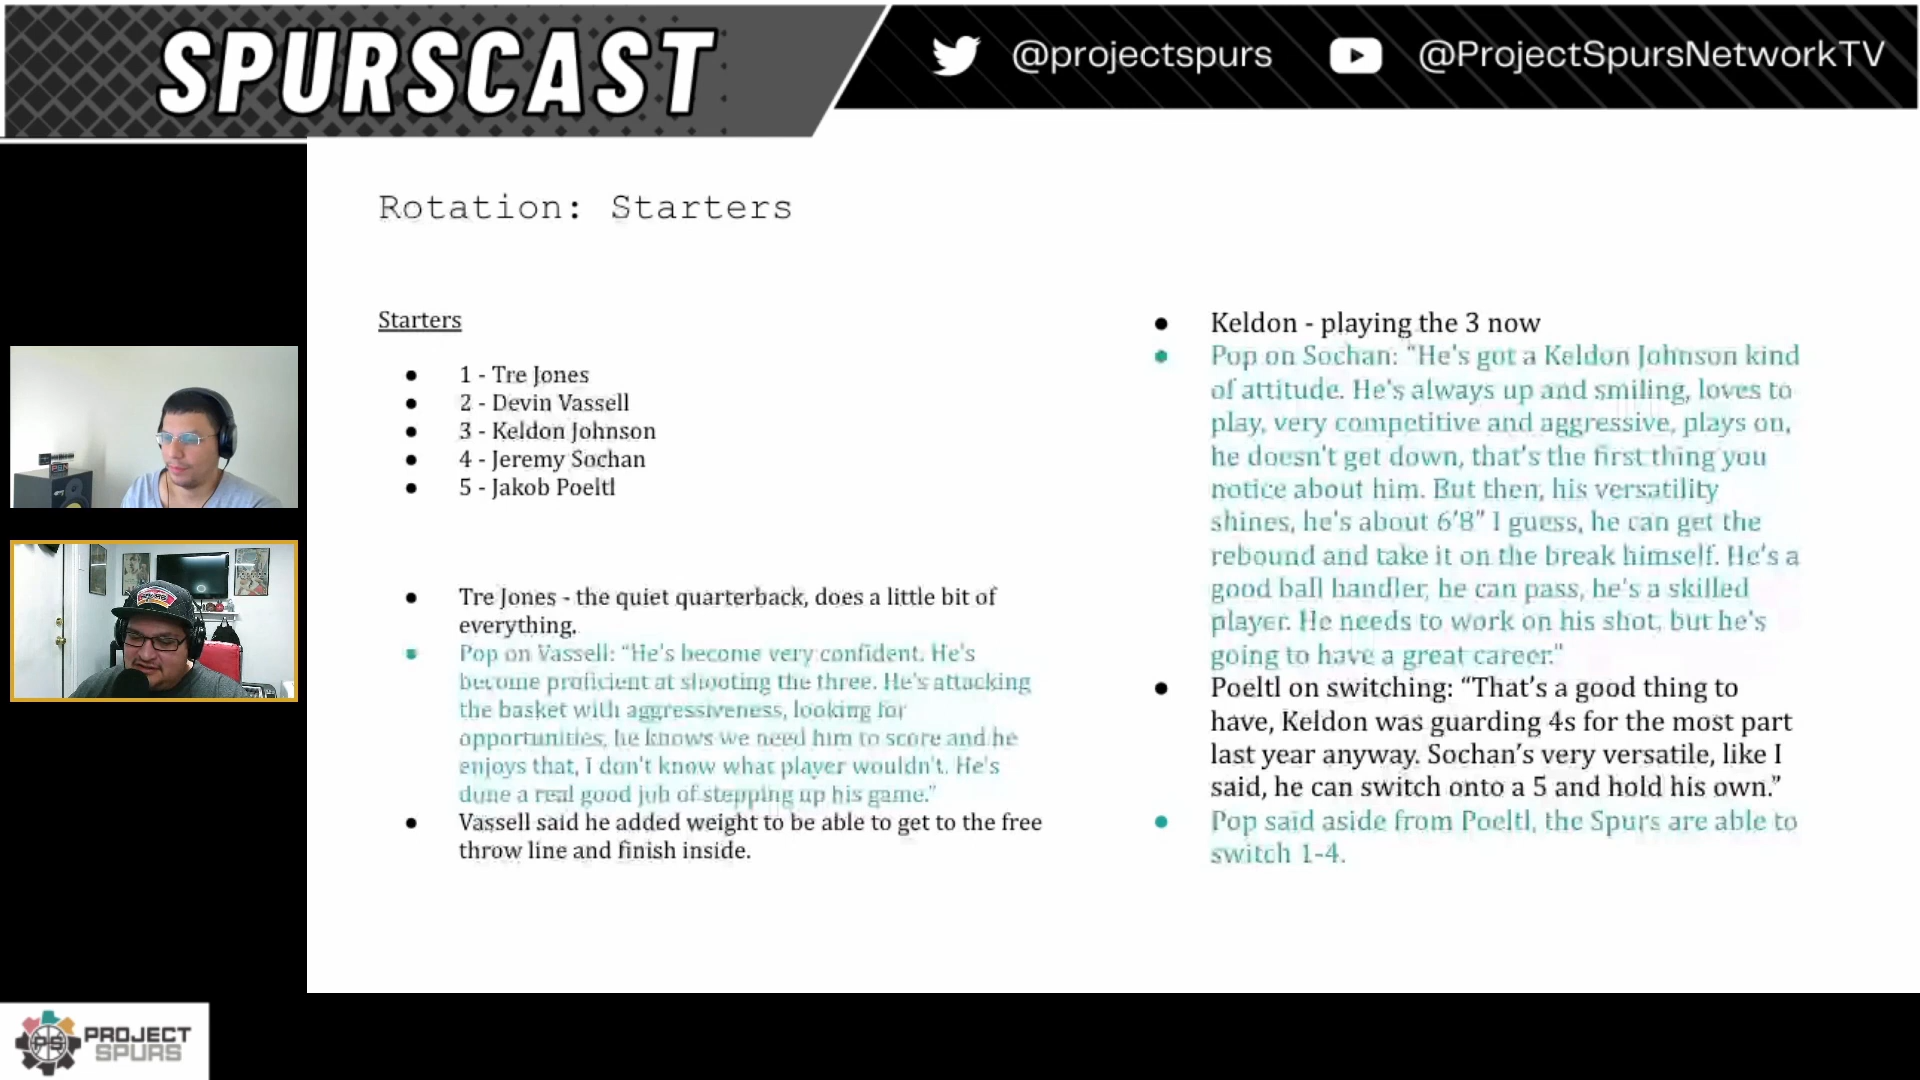 SPURSCAST
@projectspurs
@ProjectSpursNetworkTV
Rotation: Starters
Starters
● 1 - Tre Jones
● 2 - Devin Vassell
● 3 - Keldon Johnson
● 4 - Jeremy Sochan
● 5 - Jakob Poeltl
● Tre Jones - the quiet quarterback, does a little bit of
everything.
● Pop on Vassell: “He's become very confident. He's
become proficient at shooting the three. He's attacking
the basket with aggressiveness, looking for
opportunities, he knows we need him to score and he
enjoys that, I don't know what player wouldn't. He's
done a real good job of stepping up his game.”
● Vassell said he added weight to be able to get to the free
throw line and finish inside.
● Keldon - playing the 3 now
● Pop on Sochan: “He's got a Keldon Johnson kind
of attitude. He's always up and smiling, loves to
play, very competitive and aggressive, plays on,
he doesn't get down, that's the first thing you
notice about him. But then, his versatility
shines, he's about 6'8” I guess, he can get the
rebound and take it on the break himself. He's a
good ball handler, he can pass, he's a skilled
player. He needs to work on his shot, but he's
going to have a great career.”
● Poeltl on switching: “That's a good thing to
have, Keldon was guarding 4s for the most part
last year anyway. Sochan’s very versatile, like I
said, he can switch onto a 5 and hold his own.”
● Pop said aside from Poeltl, the Spurs are able to
switch 1-4.
PS
PROJECT
SPURS